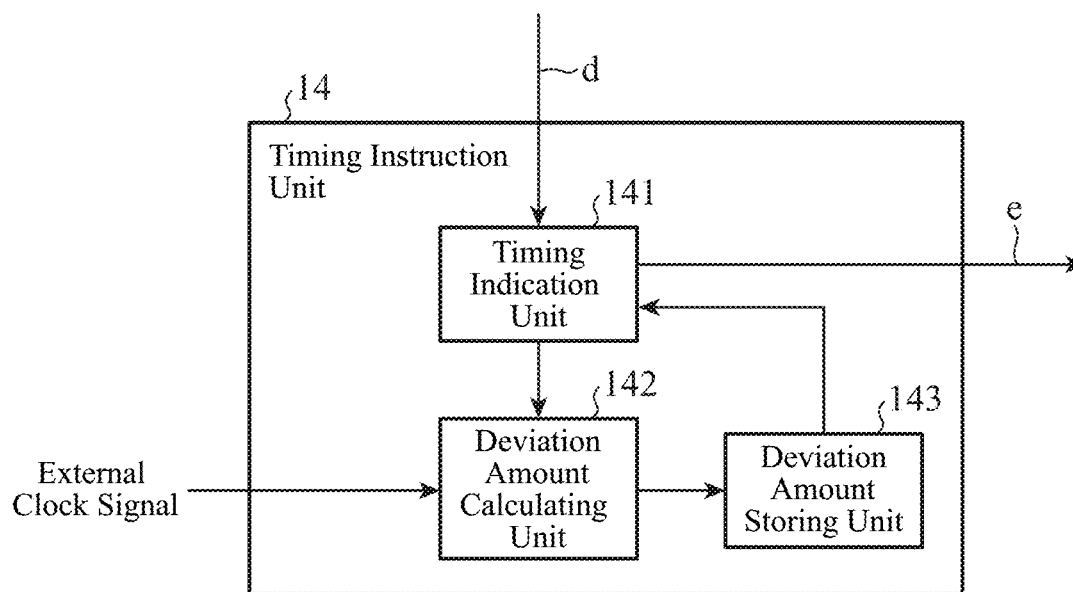 d
14
Timing Instruction
Unit
141
Timing
Indication
Unit
e
142
Deviation
Amount
Calculating
Unit
143
Deviation
Amount
Storing Unit
External
Clock Signal